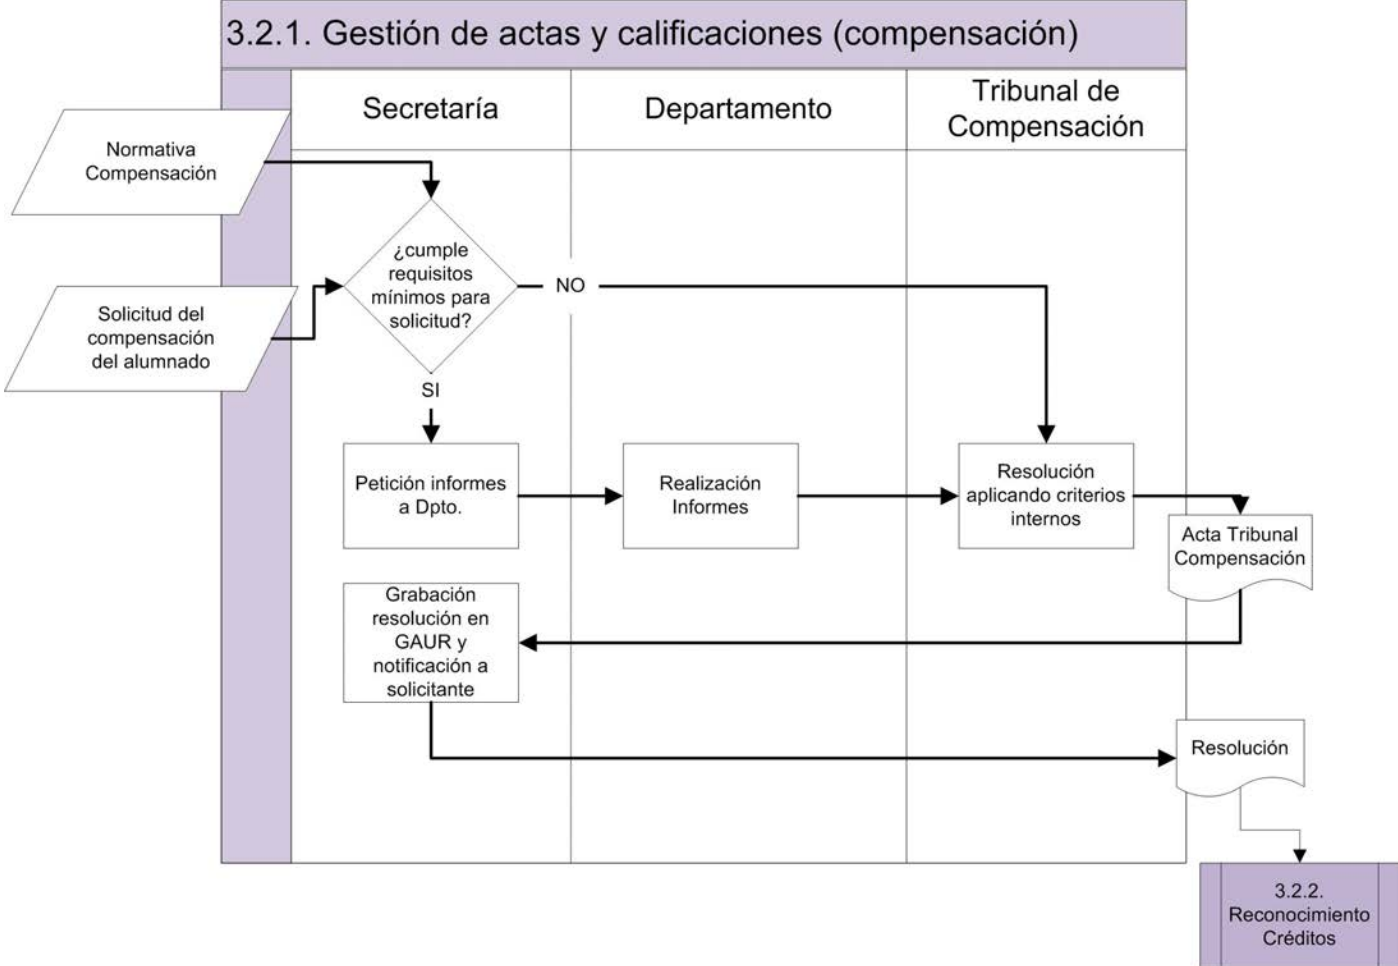 3.2.1. Gestión de actas y calificaciones (compensación)
Secretaría
Departamento
Tribunal de
Compensación
Normativa
Compensación
¿cumple
requisitos
mínimos para
solicitud?
NO
Solicitud del
compensación
del alumnado
SI
Petición informes
a Dpto.
Realización
Informes
Resolución
aplicando criterios
internos
Acta Tribunal
Compensación
Grabación
resolución en
GAUR y
notificación a
solicitante
Resolución
3.2.2.
Reconocimiento
Créditos